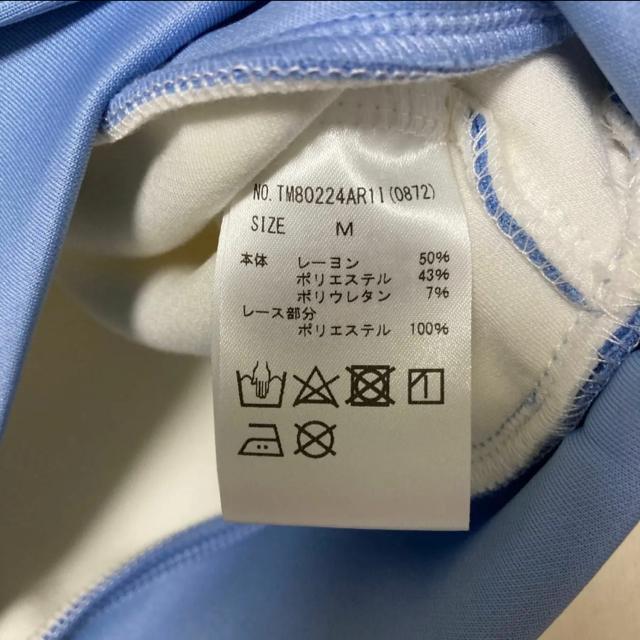 NO. TM80224AR11(0872)
SIZE M
本体 レーヨン 50%
ポリエステル 43%
ポリウレタン 7%
レース部分
ポリエステル 100%